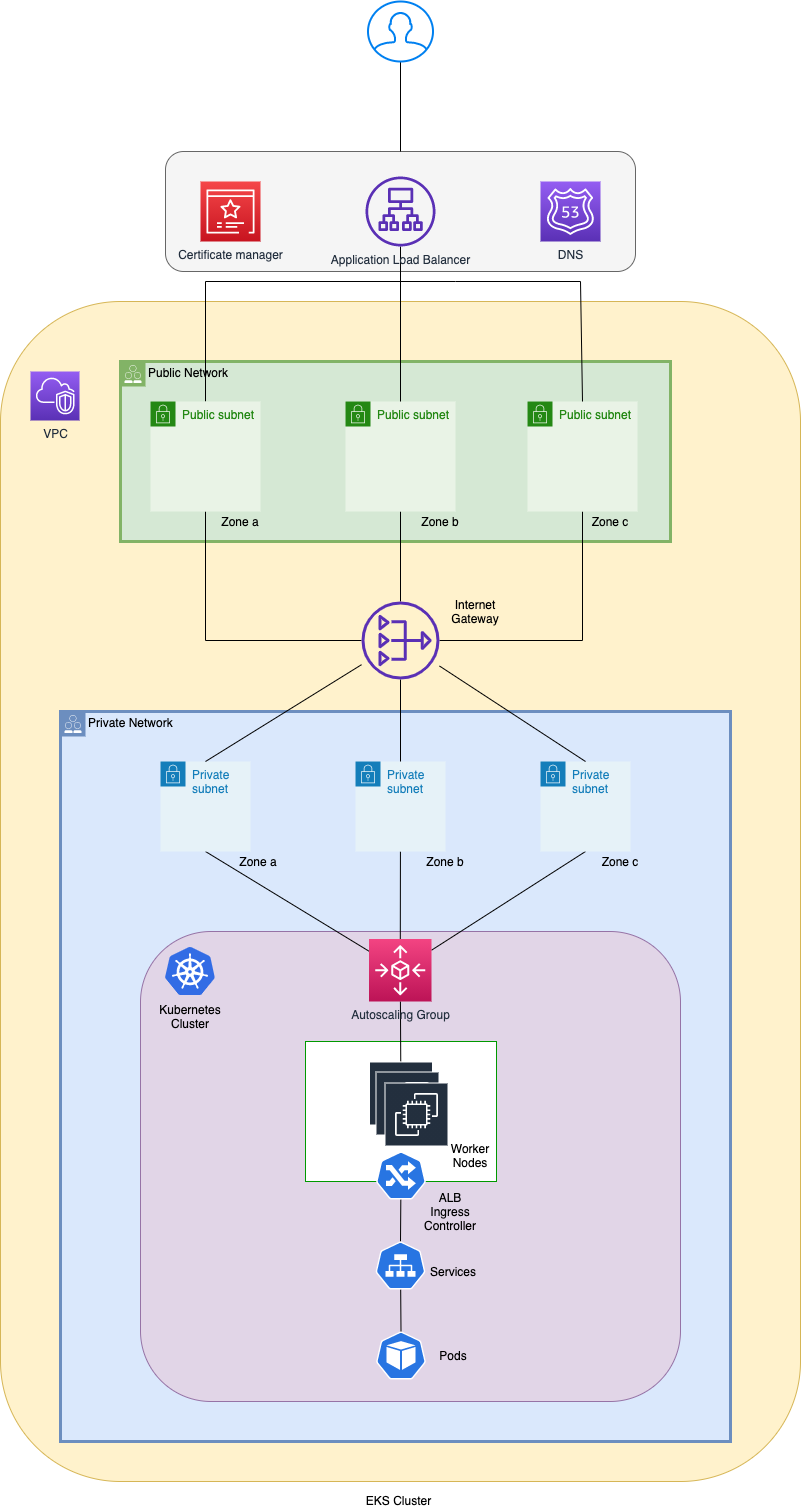 Certificate manager
Application Load Balancer
53
DNS
VPC
Public Network
Public subnet
Public subnet
Public subnet
Zone a
Zone b
Zone c
Internet
Gateway
Private Network
Private
subnet
Private
subnet
Private
subnet
Zone a
Zone b
Zone c
Kubernetes
Cluster
Autoscaling Group
Worker
Nodes
ALB
Ingress
Controller
Services
Pods
EKS Cluster